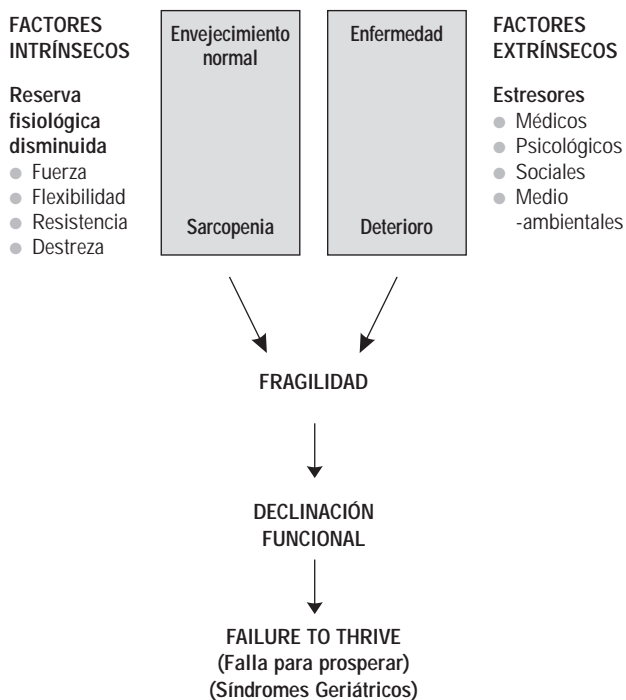 FACTORES
INTRÍNSECOS
Reserva
fisiológica
disminuida
● Fuerza
● Flexibilidad
● Resistencia
● Destreza
Envejecimiento
normal
Sarcopenia
Enfermedad
Deterioro
FACTORES
EXTRÍNSECOS
Estresores
● Médicos
● Psicológicos
● Sociales
● Medio
-ambientales
FRAGILIDAD
DECLINACIÓN
FUNCIONAL
FAILURE TO THRIVE
(Falla para prosperar)
(Síndromes Geriátricos)